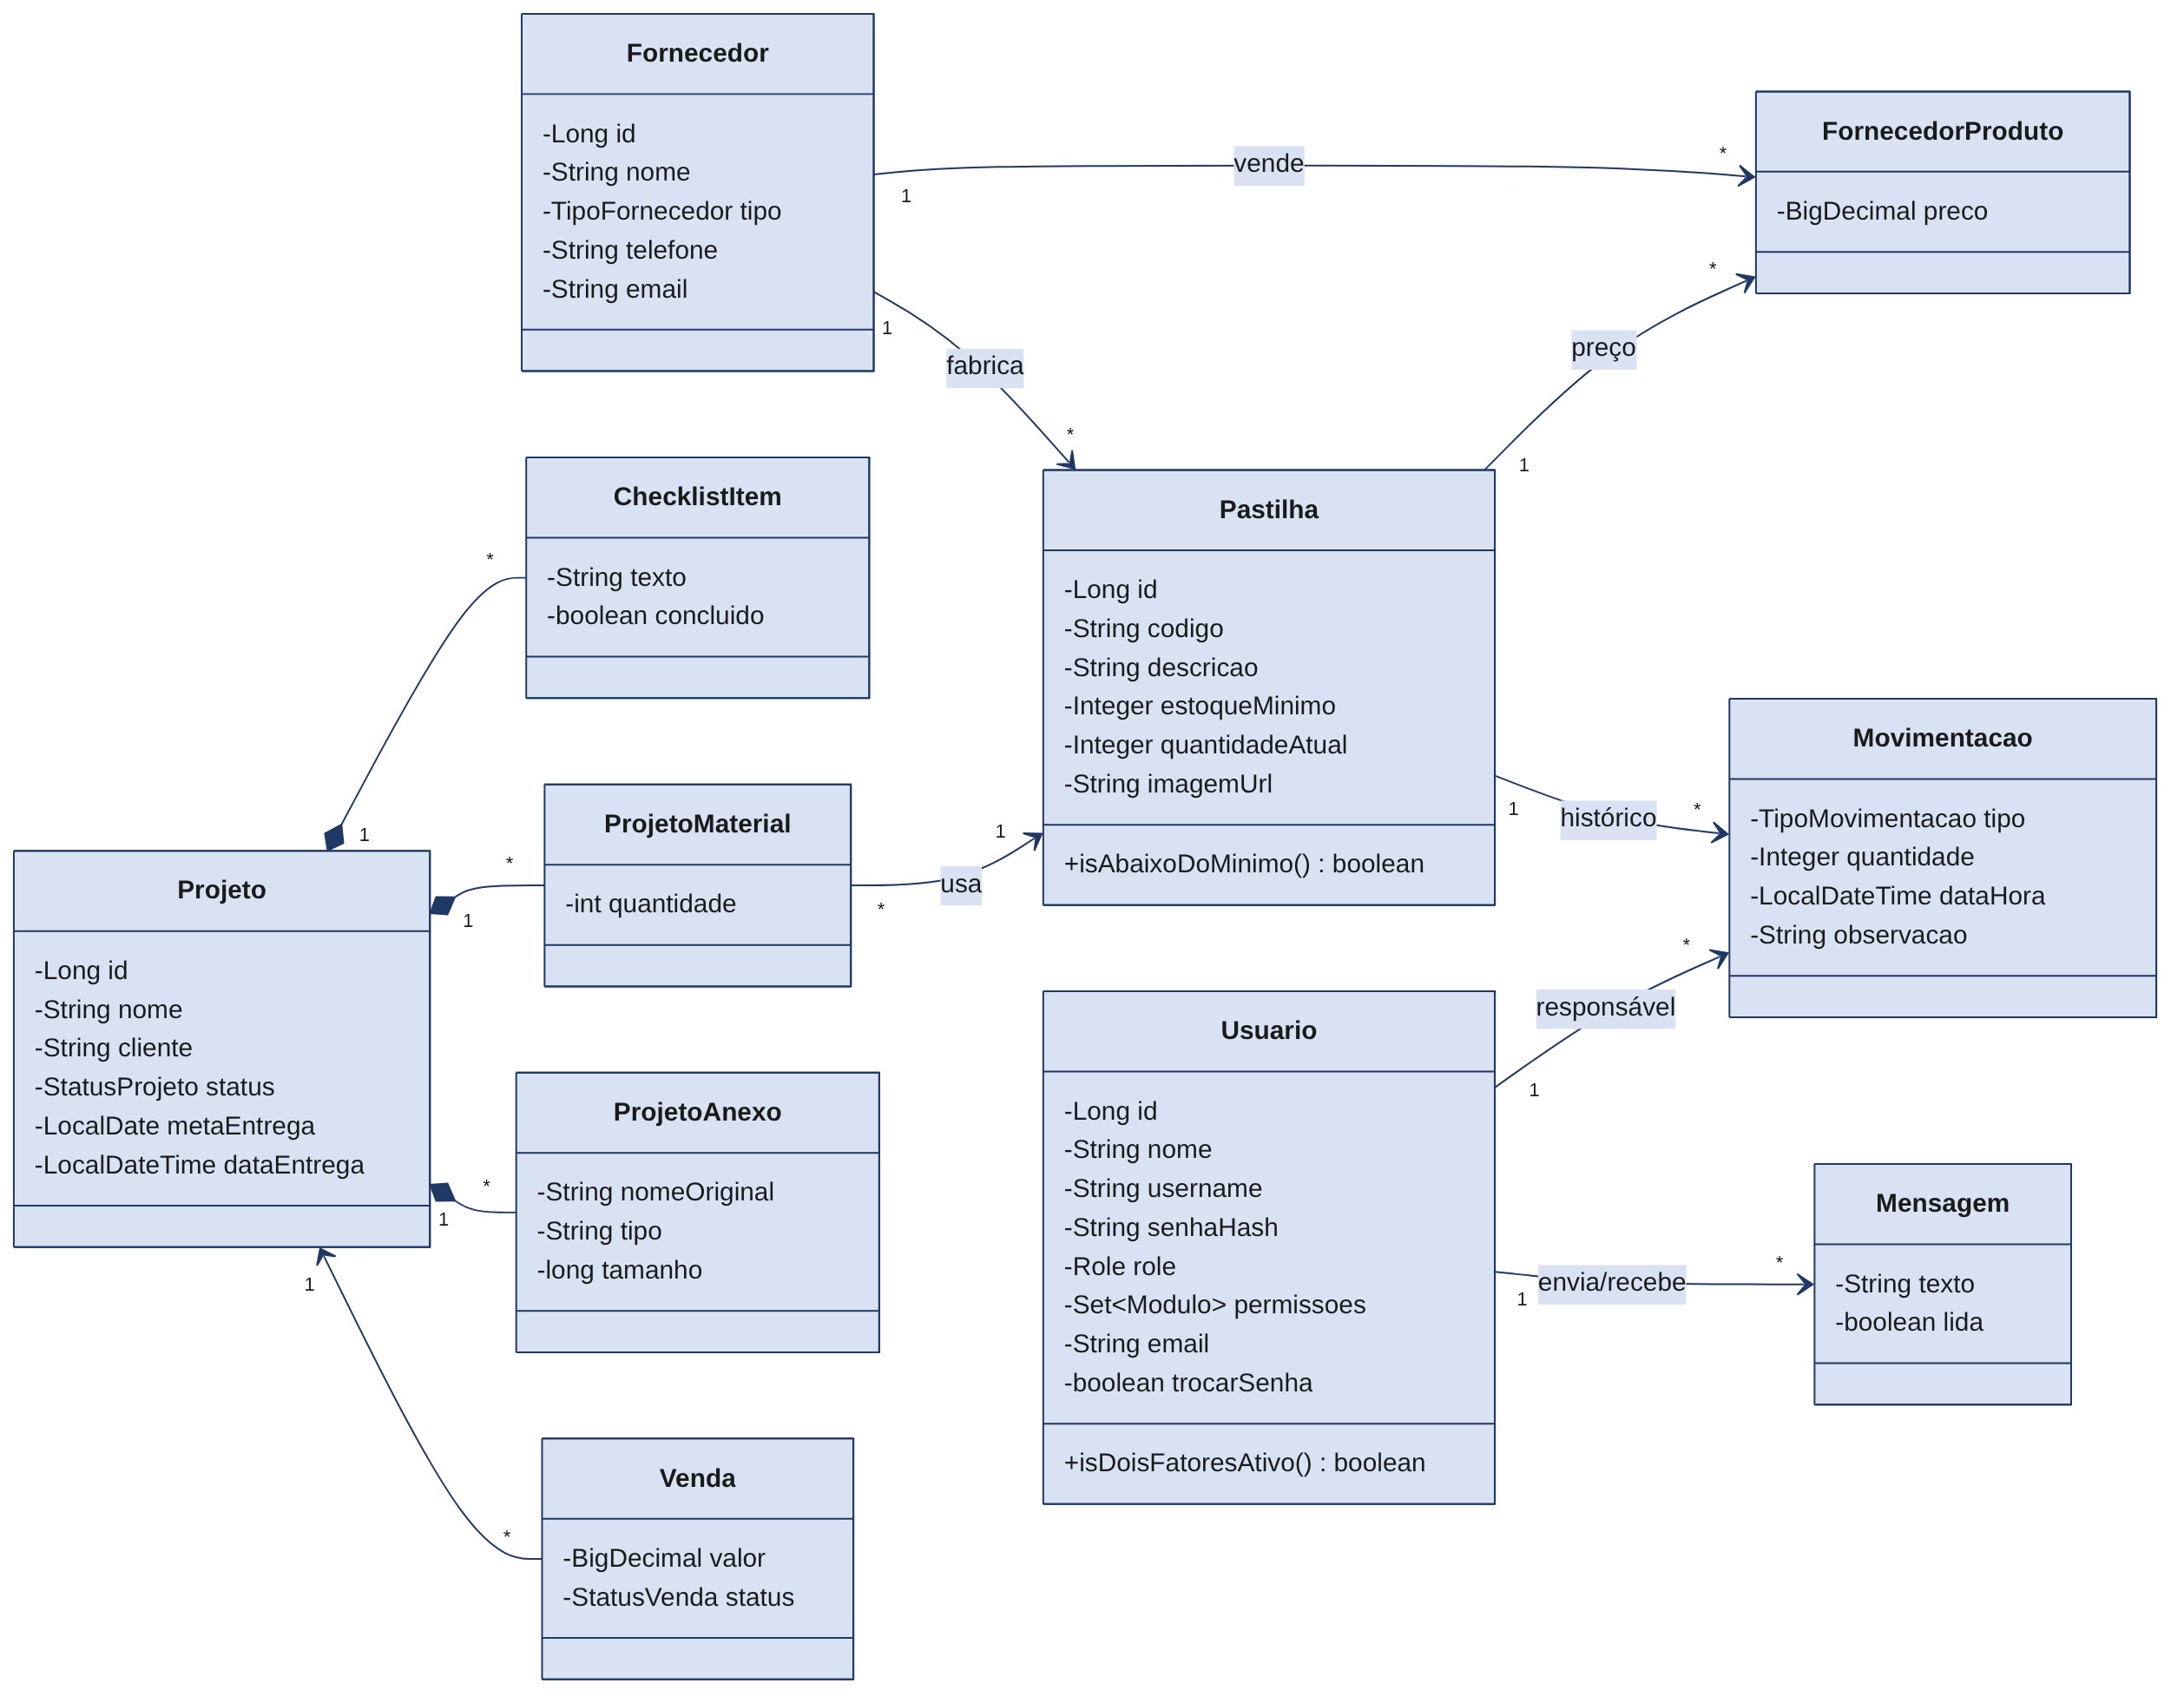 Fornecedor
-Long id
-String nome
-TipoFornecedor tipo
-String telefone
-String email
vende
1
*
FornecedorProduto
-BigDecimal preco
fabrica
1
*
preço
1
*
ChecklistItem
-String texto
-boolean concluido
*
1
Pastilha
-Long id
-String codigo
-String descricao
-Integer estoqueMinimo
-Integer quantidadeAtual
-String imagemUrl
+isAbaixoDoMinimo() : boolean
histórico
1
*
Movimentacao
-TipoMovimentacao tipo
-Integer quantidade
-LocalDateTime dataHora
-String observacao
ProjetoMaterial
-int quantidade
*
1
usa
*
1
Projeto
-Long id
-String nome
-String cliente
-StatusProjeto status
-LocalDate metaEntrega
-LocalDateTime dataEntrega
ProjetoAnexo
-String nomeOriginal
-String tipo
-long tamanho
*
1
Usuario
-Long id
-String nome
-String username
-String senhaHash
-Role role
-Set<Modulo> permissoes
-String email
-boolean trocarSenha
+isDoisFatoresAtivo() : boolean
responsável
1
*
envia/recebe
1
*
Mensagem
-String texto
-boolean lida
1
*
Venda
-BigDecimal valor
-StatusVenda status